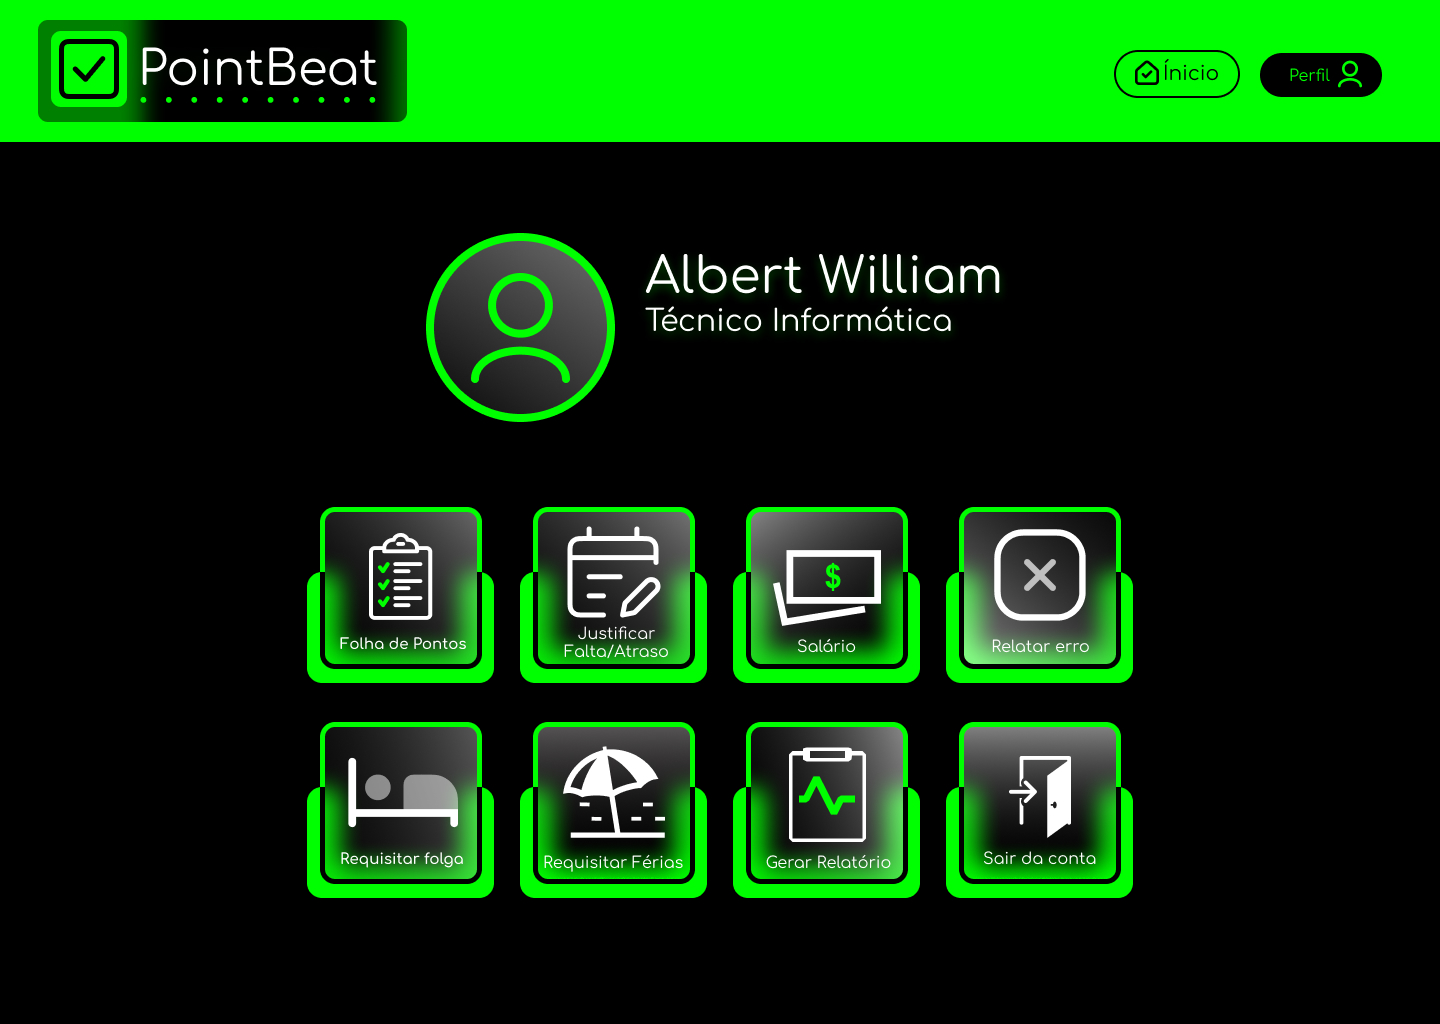 PointBeat
Ínicio
Perfil
Albert William
Técnico Informática
Folha de Pontos
Justificar
Falta/Atraso
$
Salário
Relatar erro
Requisitar folga
Requisitar Férias
Gerar Relatório
Sair da conta